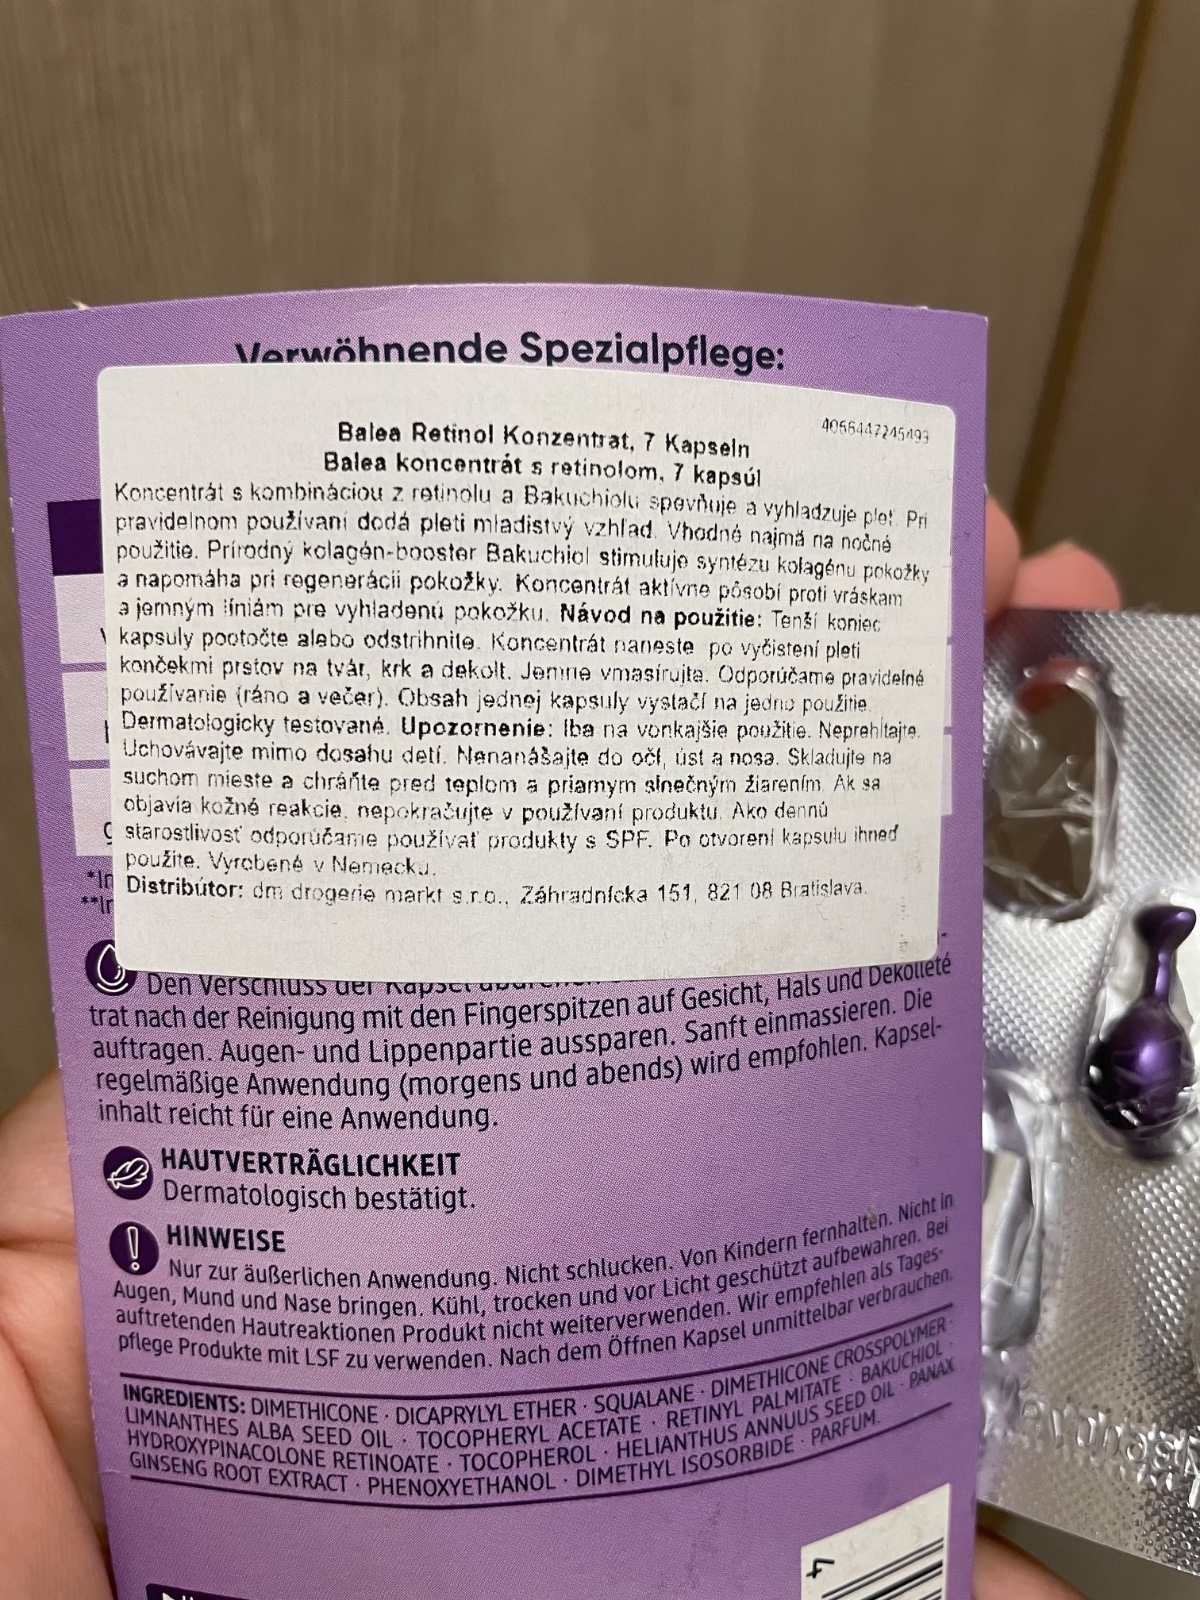 Verwöhnende Spezialpflege:
4066447245493
Balea Retinol Konzentrat, 7 Kapseln
Balea koncentrát s retinolom, 7 kapsúl
Koncentrát s kombináciou z retinolu a Bakuchiolu spevňuje a vyhladzuje pleť. Pri
pravidelnom používaní dodá pleti mladistvý vzhľad. Vhodné najmä na nočné
použitie. Prírodný kolagén-booster Bakuchiol stimuluje syntézu kolagénu pokožky
a napomáha pri regenerácii pokožky. Koncentrát aktívne pôsobí proti vráskam
a jemným líniám pre vyhladenú pokožku. Návod na použitie: Tenší koniec
kapsuly pootočte alebo odstrihnite. Koncentrát naneste po vyčistení pleti
končekmi prstov na tvár, krk a dekolt. Jemne vmasírujte. Odporúčame pravidelné
používanie (ráno a večer). Obsah jednej kapsuly vystačí na jedno použitie.
Dermatologicky testované. Upozornenie: Iba na vonkajšie použitie. Neprehĺtajte.
Uchovávajte mimo dosahu detí. Nenanášajte do očí, úst a nosa. Skladujte na
suchom mieste a chráňte pred teplom a priamym slnečným žiarením. Ak sa
objavia kožné reakcie, nepokračujte v používaní produktu. Ako dennú
starostlivosť odporúčame používať produkty s SPF. Po otvorení kapsulu ihneď
použite. Vyrobené v Nemecku.
Distribútor: dm drogerie markt s.r.o., Záhradnícka 151, 821 08 Bratislava.
Den Verschluss der Kapsel
trat nach der Reinigung mit den Fingerspitzen auf Gesicht, Hals und Dekolleté
auftragen. Augen- und Lippenpartie aussparen. Sanft einmassieren. Die
regelmäßige Anwendung (morgens und abends) wird empfohlen. Kapsel-
inhalt reicht für eine Anwendung.
HAUTVERTRÄGLICHKEIT
Dermatologisch bestätigt.
HINWEISE
Nur zur äußerlichen Anwendung. Nicht schlucken. Von Kindern fernhalten. Nicht in
Augen, Mund und Nase bringen. Kühl, trocken und vor Licht geschützt aufbewahren. Bei
auftretenden Hautreaktionen Produkt nicht weiterverwenden. Wir empfehlen als Tages-
pflege Produkte mit LSF zu verwenden. Nach dem Öffnen Kapsel unmittelbar verbrauchen.
INGREDIENTS: DIMETHICONE · DICAPRYLYL ETHER · SQUALANE · DIMETHICONE CROSSPOLYMER ·
LIMNANTHES ALBA SEED OIL · TOCOPHERYL ACETATE · RETINYL PALMITATE · BAKUCHIOL ·
HYDROXYPINACOLONE RETINOATE · TOCOPHEROL · HELIANTHUS ANNUUS SEED OIL · PANAX
GINSENG ROOT EXTRACT · PHENOXYETHANOL · DIMETHYL ISOSORBIDE · PARFUM.
4